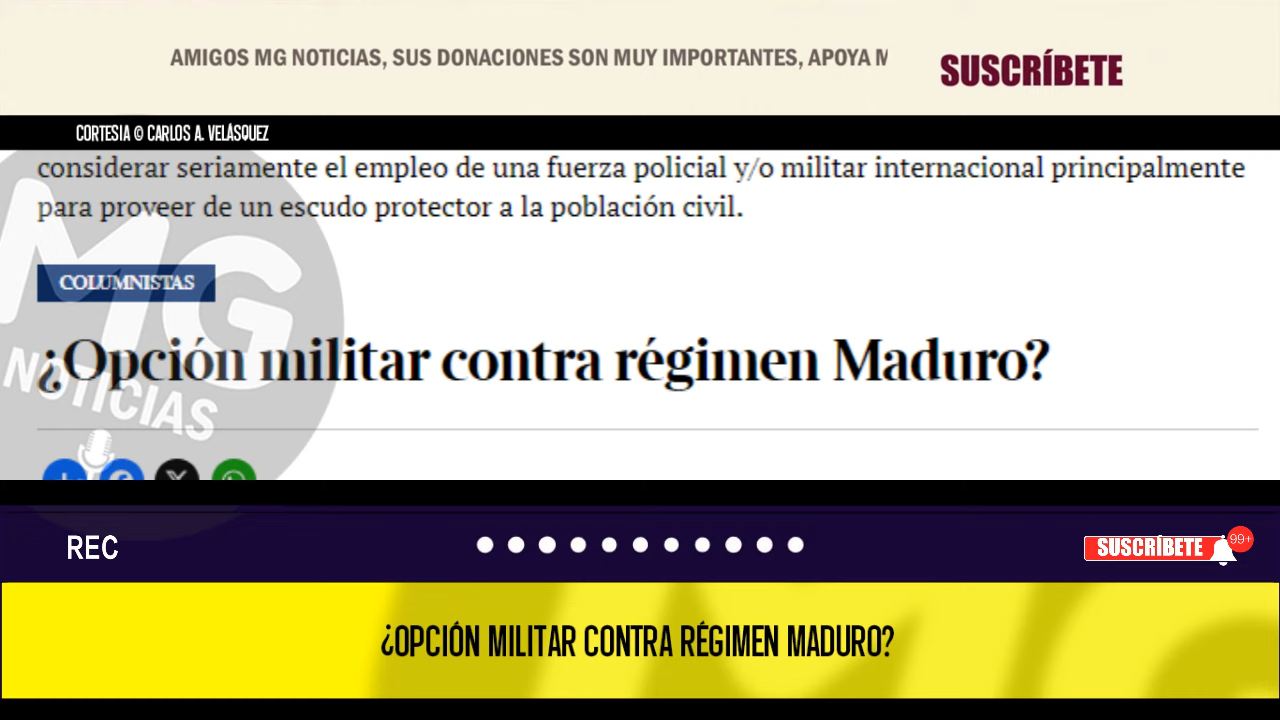 AMIGOS MG NOTICIAS, SUS DONACIONES SON MUY IMPORTANTES, APOYA M
SUSCRÍBETE
CORTESIA © CARLOS A. VELÁSQUEZ
considerar seriamente el empleo de una fuerza policial y/o militar internacional principalmente
para proveer de un escudo protector a la población civil.
COLUMNISTAS
¿Opción militar contra régimen Maduro?
MG
NOTICIAS
REC
SUSCRÍBETE
99+
¿OPCIÓN MILITAR CONTRA RÉGIMEN MADURO?